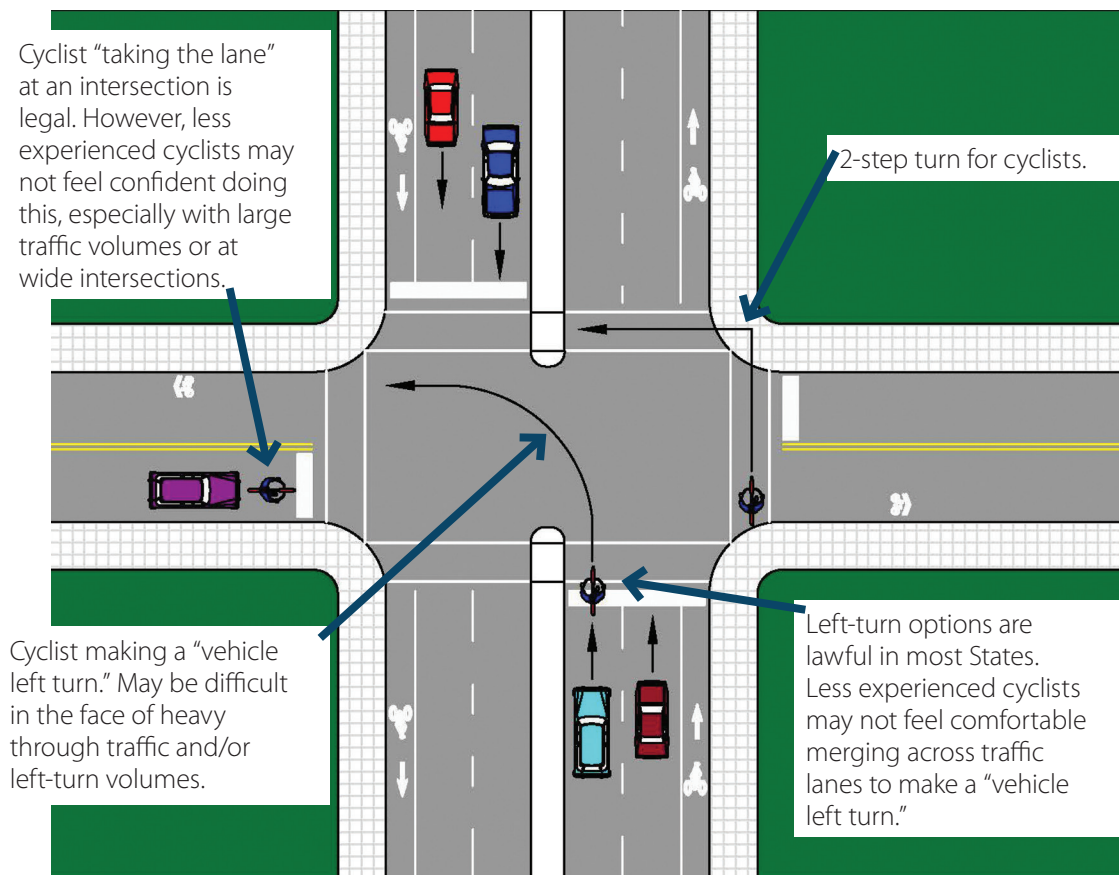 Cyclist “taking the lane”
at an intersection is
legal. However, less
experienced cyclists may
not feel confident doing
this, especially with large
traffic volumes or at
wide intersections.
2-step turn for cyclists.
Cyclist making a “vehicle
left turn.” May be difficult
in the face of heavy
through traffic and/or
left-turn volumes.
Left-turn options are
lawful in most States.
Less experienced cyclists
may not feel comfortable
merging across traffic
lanes to make a “vehicle
left turn.”